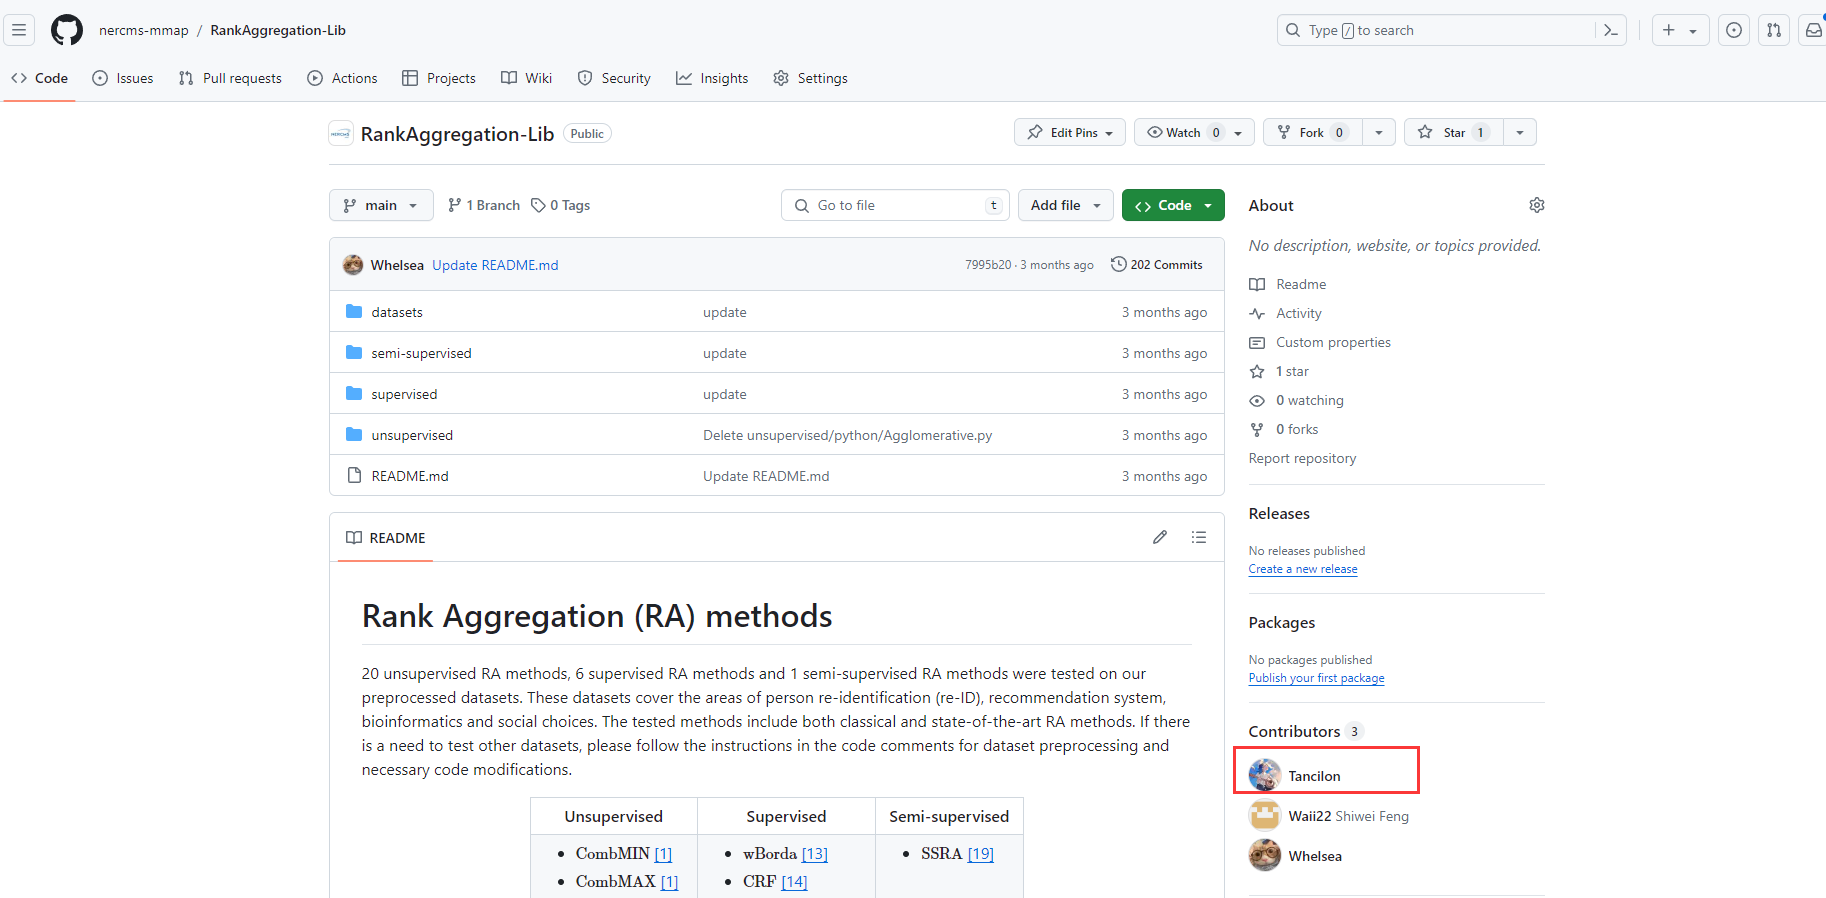 nercms-mmap / RankAggregation-Lib
Type / to search
Code Issues Pull requests Actions Projects Wiki Security Insights Settings
RankAggregation-Lib Public
Edit Pins Watch 0 Fork 0 Star 1
main 1 Branch 0 Tags Go to file t Add file Code
Whelsea Update README.md 7995b20 · 3 months ago 202 Commits
datasets update 3 months ago
semi-supervised update 3 months ago
supervised update 3 months ago
unsupervised Delete unsupervised/python/Agglomerative.py 3 months ago
README.md Update README.md 3 months ago
README
Rank Aggregation (RA) methods
20 unsupervised RA methods, 6 supervised RA methods and 1 semi-supervised RA methods were tested on our
preprocessed datasets. These datasets cover the areas of person re-identification (re-ID), recommendation system,
bioinformatics and social choices. The tested methods include both classical and state-of-the-art RA methods. If there
is a need to test other datasets, please follow the instructions in the code comments for dataset preprocessing and
necessary code modifications.
Unsupervised Supervised Semi-supervised
• CombMIN [1] • wBorda [13] • SSRA [19]
• CombMAX [1] • CRF [14]
About
No description, website, or topics provided.
Readme
Activity
Custom properties
1 star
0 watching
0 forks
Report repository
Releases
No releases published
Create a new release
Packages
No packages published
Publish your first package
Contributors 3
Tancilon
Waii22 Shiwei Feng
Whelsea